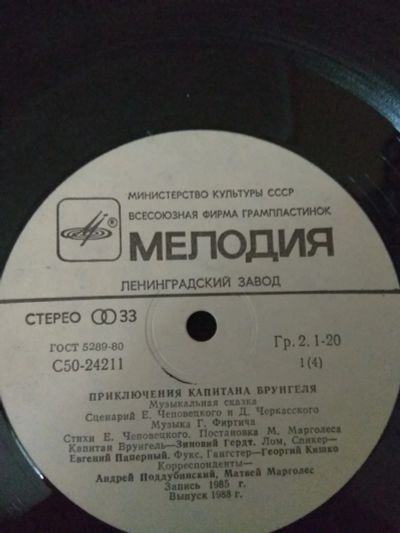 МИНИСТЕРСТВО КУЛЬТУРЫ СССР
ВСЕСОЮЗНАЯ ФИРМА ГРАМПЛАСТИНОК
МЕЛОДИЯ
ЛЕНИНГРАДСКИЙ ЗАВОД
СТЕРЕО 33
ГОСТ 5289-80
Гр. 2. 1-20
С50-24211
1(4)
ПРИКЛЮЧЕНИЯ КАПИТАНА ВРУНГЕЛЯ
Музыкальная сказка
Сценарий Е. Чеповецкого и Д. Черкасского
Музыка Г. Фиртича
Стихи Е. Чеповецкого. Постановка М. Марголеса
Капитан Врунгель—Зиновий Гердт, Лом, Спикер—
Евгений Паперный, Фукс, Гангстер—Георгий Кишко
Корреспонденты—
Андрей Поддубинский, Матвей Марголес
Запись 1985 г.
Выпуск 1988 г.